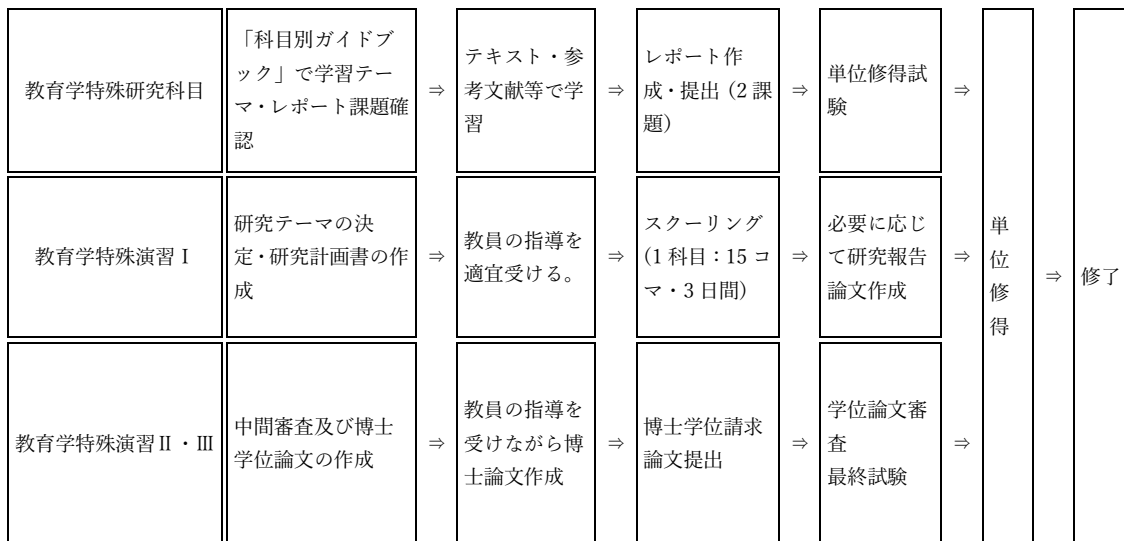 教育学特殊研究科目
「科目別ガイドブ
ック」で学習テー
マ・レポート課題確
認
⇒
テキスト・参
考文献等で学
習
⇒
レポート作
成・提出（2 課
題）
⇒
単位修得試
験
⇒
教育学特殊演習Ⅰ
研究テーマの決
定・研究計画書の作
成
⇒
教員の指導を
適宜受ける。
⇒
スクーリング
（1 科目：15 コ
マ・3 日間）
⇒
必要に応じ
て研究報告
論文作成
⇒
教育学特殊演習Ⅱ・Ⅲ
中間審査及び博士
学位論文の作成
⇒
教員の指導を
受けながら博
士論文作成
⇒
博士学位請求
論文提出
⇒
学位論文審
査
最終試験
⇒
単
位
修
得
⇒
修了